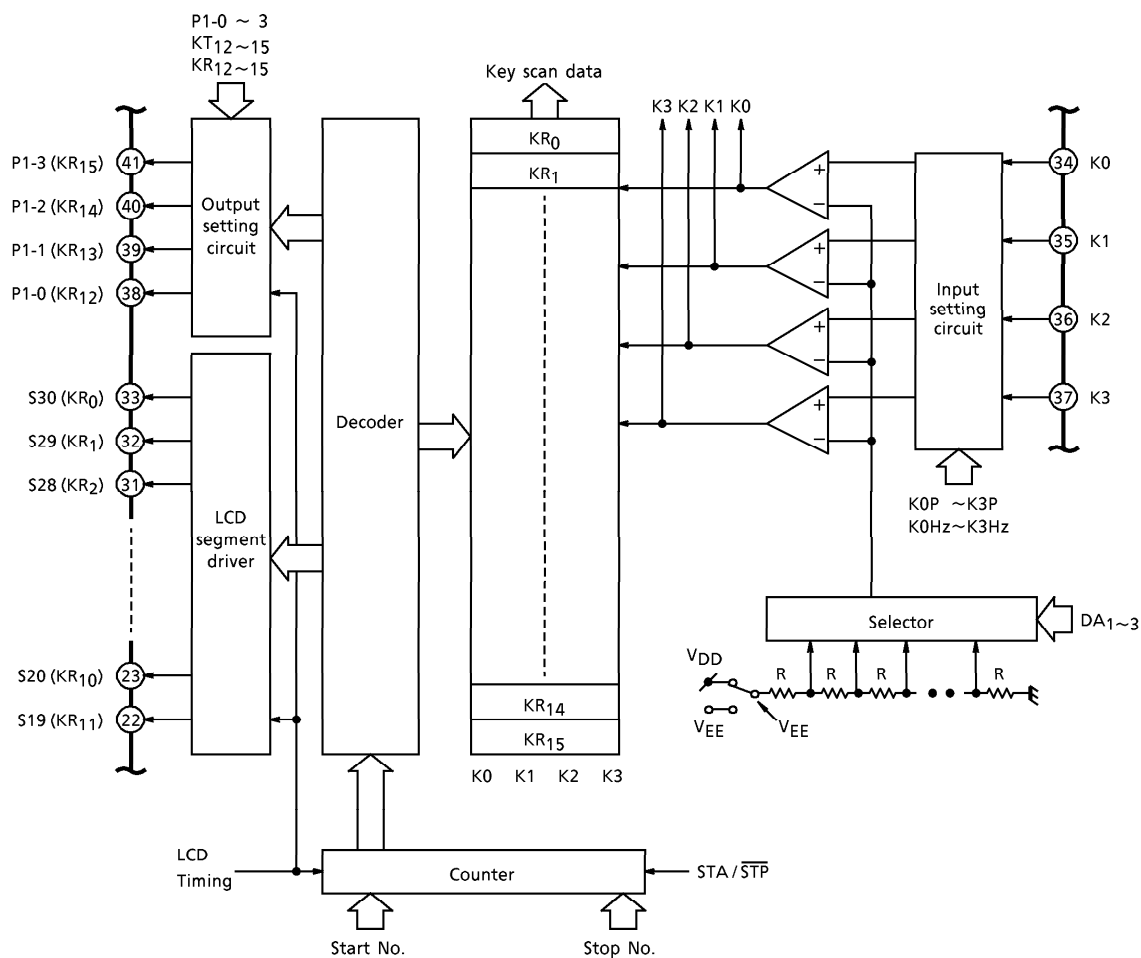 P1-0 ~ 3
KT12~15
KR12~15
Key scan data
K3 K2 K1 K0
P1-3 (KR15) 41
P1-2 (KR14) 40
P1-1 (KR13) 39
P1-0 (KR12) 38
Output
setting
circuit
S30 (KR0) 33
S29 (KR1) 32
S28 (KR2) 31
S20 (KR10) 23
S19 (KR11) 22
LCD
segment
driver
Decoder
KR0
KR1
KR14
KR15
K0 K1 K2 K3
+
−
+
−
+
−
+
−
Input
setting
circuit
34 K0
35 K1
36 K2
37 K3
K0P ~K3P
K0Hz~K3Hz
Selector
DA1~3
VDD
R R R R
VEE VEE
LCD
Timing
Counter
STA / STP
Start No.
Stop No.